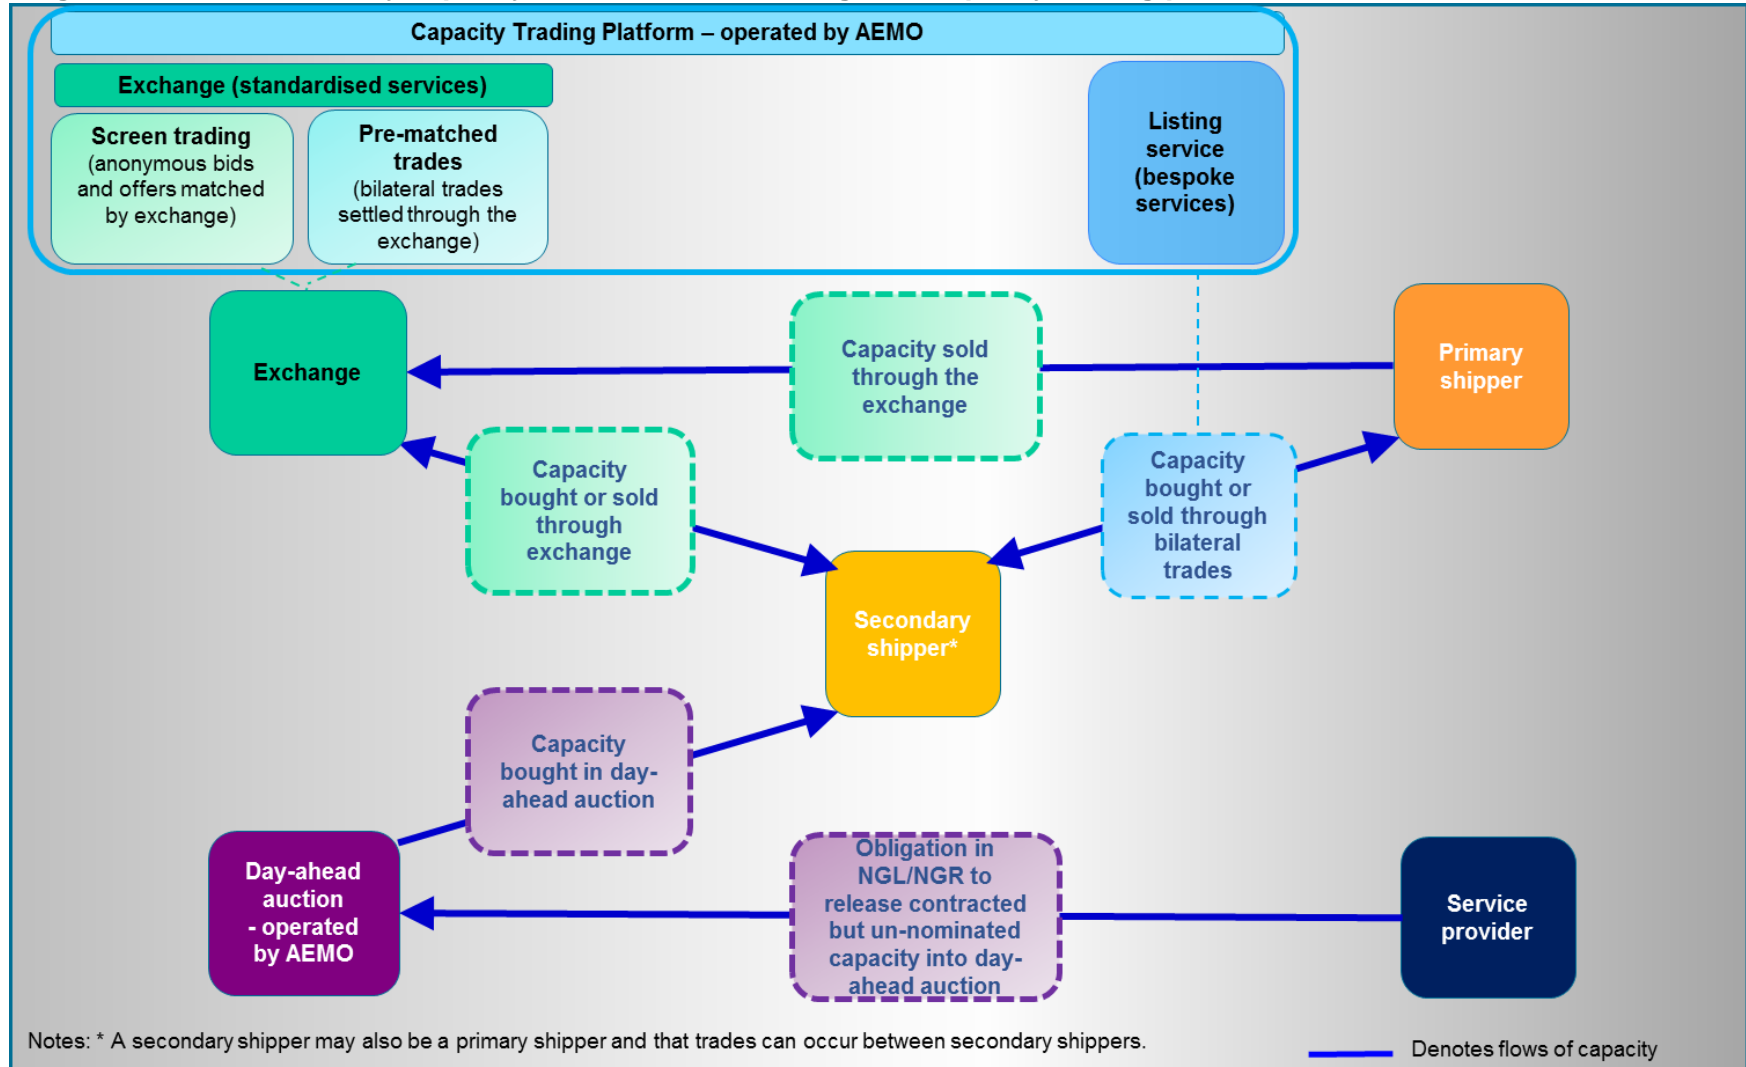 Capacity Trading Platform – operated by AEMO
Exchange (standardised services)
Screen trading
(anonymous bids
and offers matched
by exchange)
Pre-matched
trades
(bilateral trades
settled through the
exchange)
Listing
service
(bespoke
services)
Exchange
Capacity sold
through the
exchange
Primary
shipper
Capacity
bought or sold
through
exchange
Capacity
bought or
sold through
bilateral
trades
Secondary
shipper*
Capacity
bought in day-
ahead auction
Day-ahead
auction
- operated
by AEMO
Obligation in
NGL/NGR to
release contracted
but un-nominated
capacity into day-
ahead auction
Service
provider
Notes: * A secondary shipper may also be a primary shipper and that trades can occur between secondary shippers.
Denotes flows of capacity